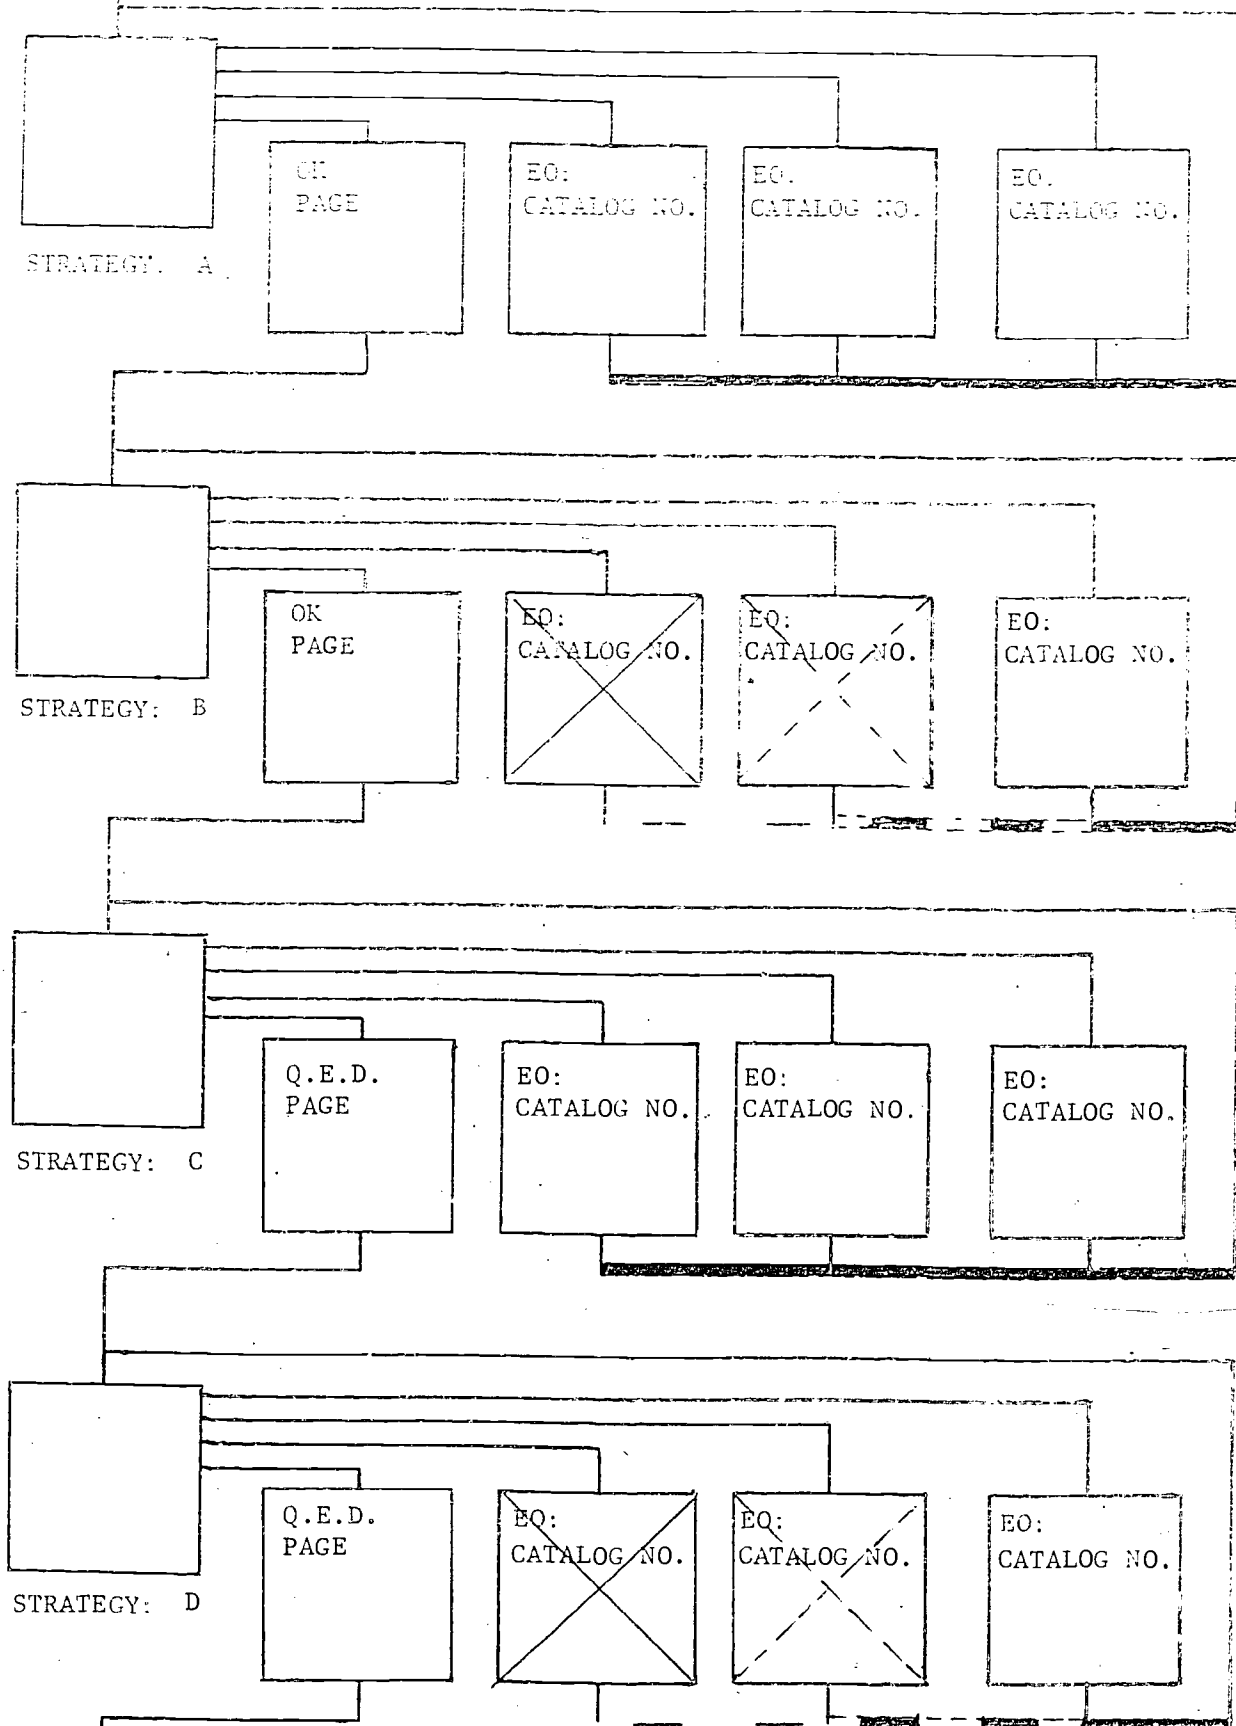 OK
PAGE
EO:
CATALOG NO.
EO.
CATALOG NO.
EO.
CATALOG NO.
STRATEGY. A
OK
PAGE
EO:
CATALOG NO.
EO:
CATALOG NO.
EO:
CATALOG NO.
STRATEGY: B
Q.E.D.
PAGE
EO:
CATALOG NO.
EO:
CATALOG NO.
EO:
CATALOG NO.
STRATEGY: C
Q.E.D.
PAGE
EO:
CATALOG NO.
EO:
CATALOG NO.
EO:
CATALOG NO.
STRATEGY: D